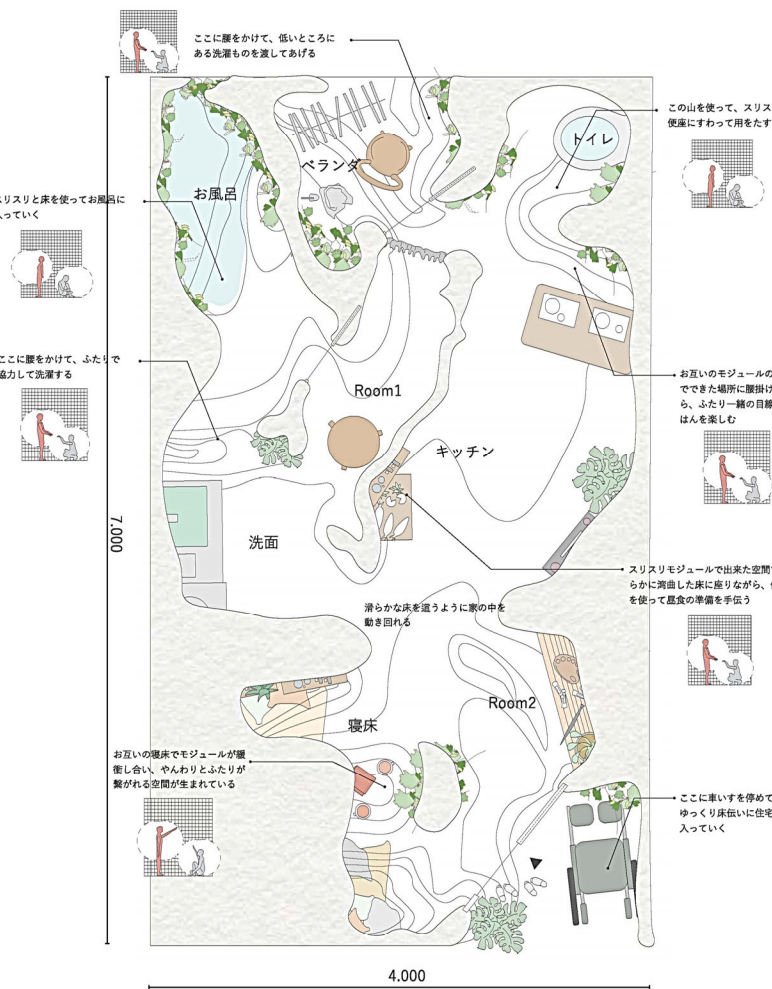 ここに腰をかけて、低いところに
ある洗濯ものを渡してあげる
この山を使って、スリス
便座にすわって用をたす
トイレ
ベランダ
お風呂
スリスリと床を使ってお風呂に
入っていく
ここに腰をかけて、ふたりで
協力して洗濯する
Room1
お互いのモジュールの
でできた場所に腰掛け
ら、ふたり一緒の目線
はんを楽しむ
キッチン
7.000
洗面
スリスリモジュールで出来た空間
らかに湾曲した床に座りながら、
を使って昼食の準備を手伝う
滑らかな床を這うように家の中を
動き回れる
Room2
寝床
お互いの寝床でモジュールが緩
衝し合い、やんわりとふたりが
繋がれる空間が生まれている
ここに車いすを停めて
ゆっくり床伝いに住宅
入っていく
4.000